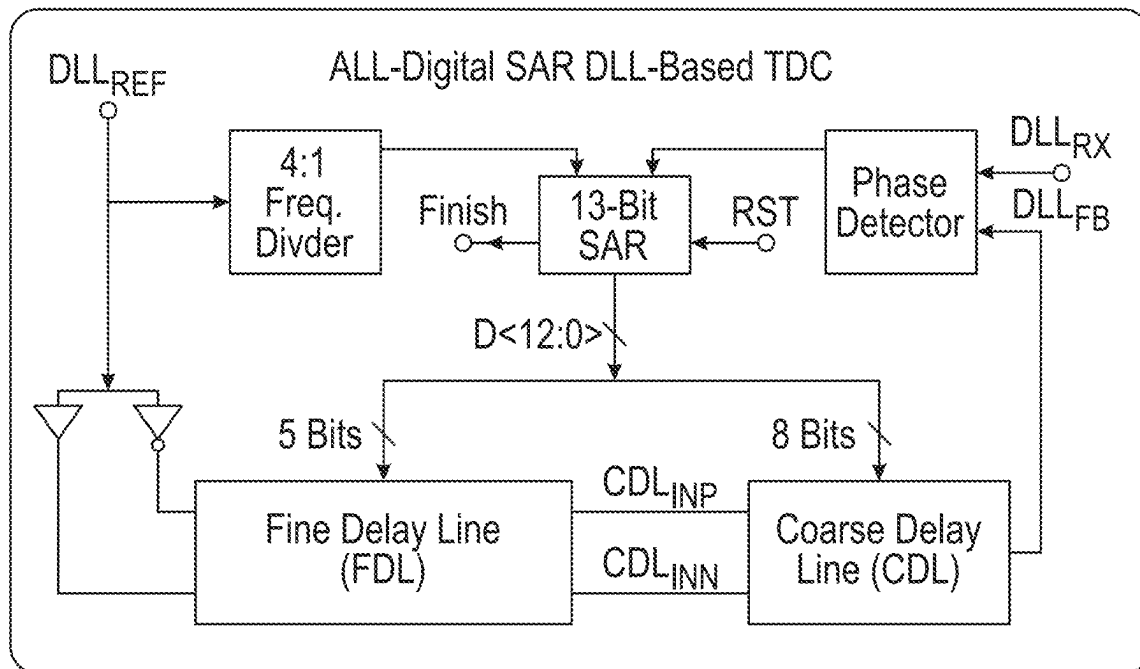 ALL-Digital SAR DLL-Based TDC
DLL_REF
4:1
Freq.
Divder
Finish
13-Bit
SAR
RST
Phase
Detector
DLL_RX
DLL_FB
D<12:0>
5 Bits
8 Bits
Fine Delay Line
(FDL)
CDL_INP
CDL_INN
Coarse Delay
Line (CDL)